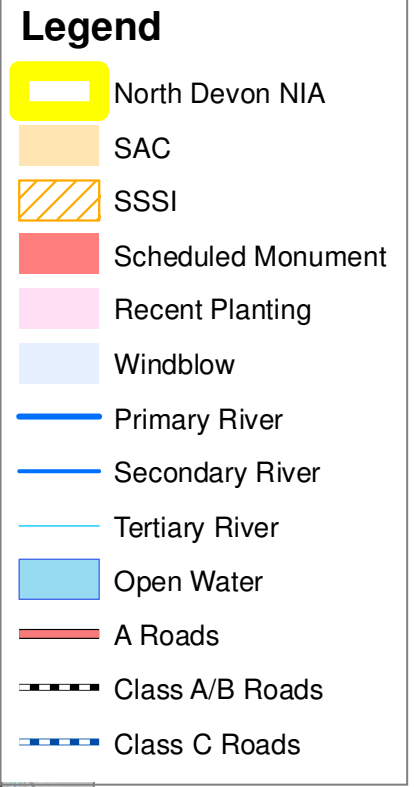 Legend
North Devon NIA
SAC
SSSI
Scheduled Monument
Recent Planting
Windblow
Primary River
Secondary River
Tertiary River
Open Water
A Roads
Class A/B Roads
Class C Roads